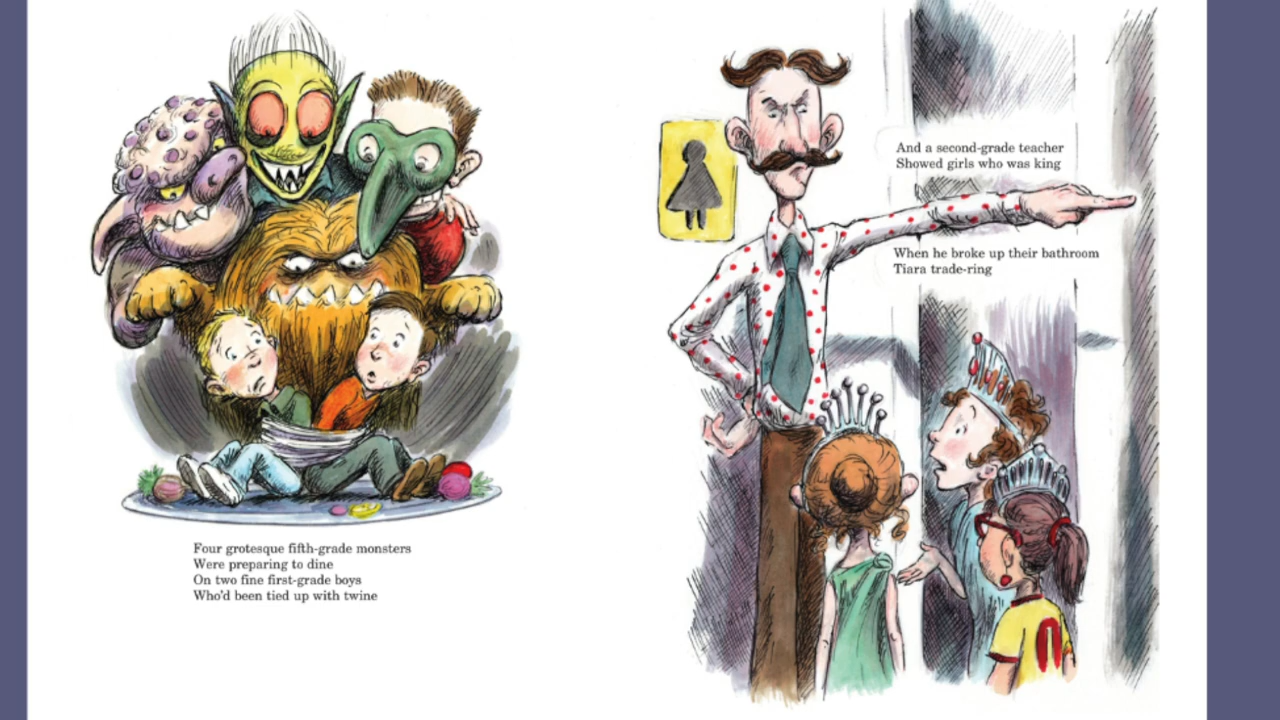 Four grotesque fifth-grade monsters
Were preparing to dine
On two fine first-grade boys
Who'd been tied up with twine
And a second-grade teacher
Showed girls who was king
When he broke up their bathroom
Tiara trade-ring